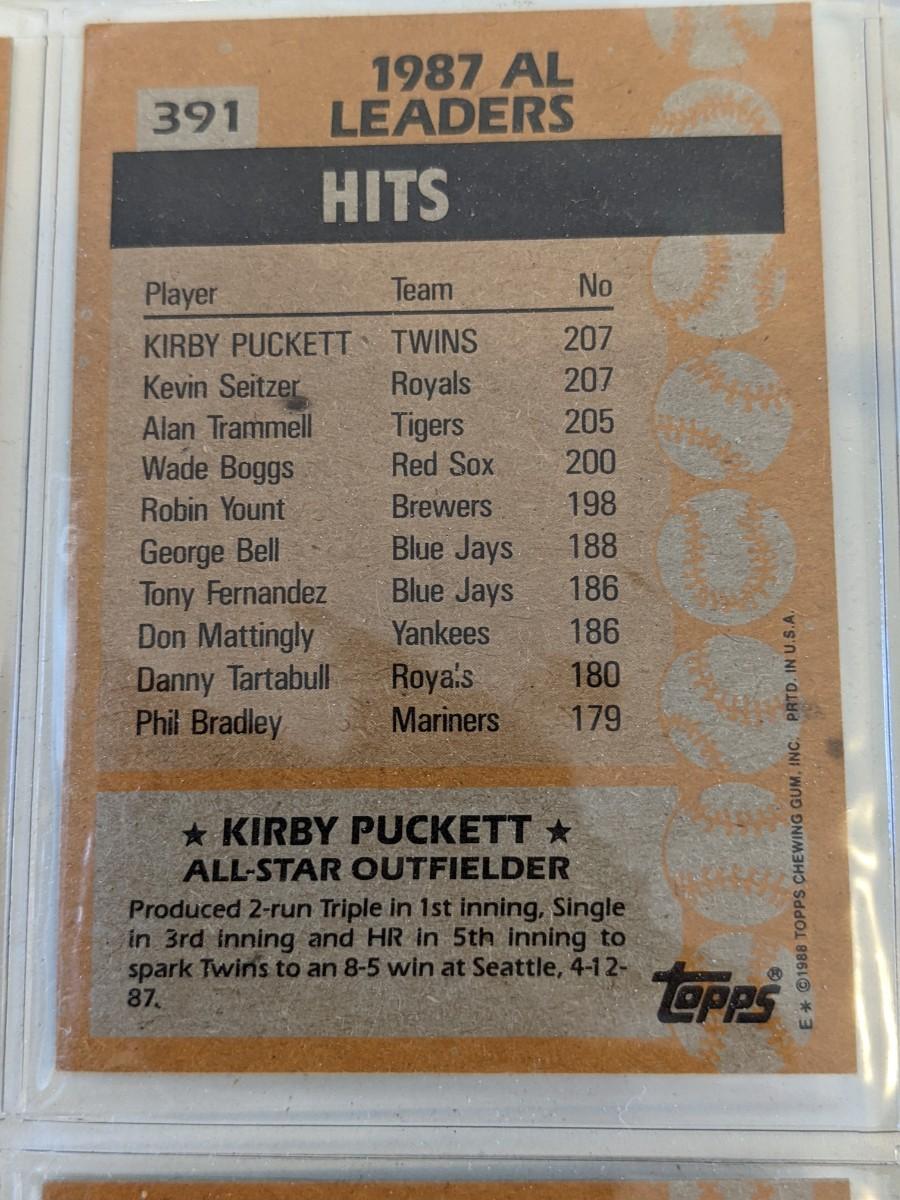 391
1987 AL
LEADERS
HITS
Player Team No
KIRBY PUCKETT TWINS 207
Kevin Seitzer Royals 207
Alan Trammell Tigers 205
Wade Boggs Red Sox 200
Robin Yount Brewers 198
George Bell Blue Jays 188
Tony Fernandez Blue Jays 186
Don Mattingly Yankees 186
Danny Tartabull Royals 180
Phil Bradley Mariners 179
★ KIRBY PUCKETT ★
ALL-STAR OUTFIELDER
Produced 2-run Triple in 1st inning, Single
in 3rd inning and HR in 5th inning to
spark Twins to an 8-5 win at Seattle, 4-12-
87.
topps®
E * ©1988 TOPPS CHEWING GUM, INC. PRTD. IN U.S.A.